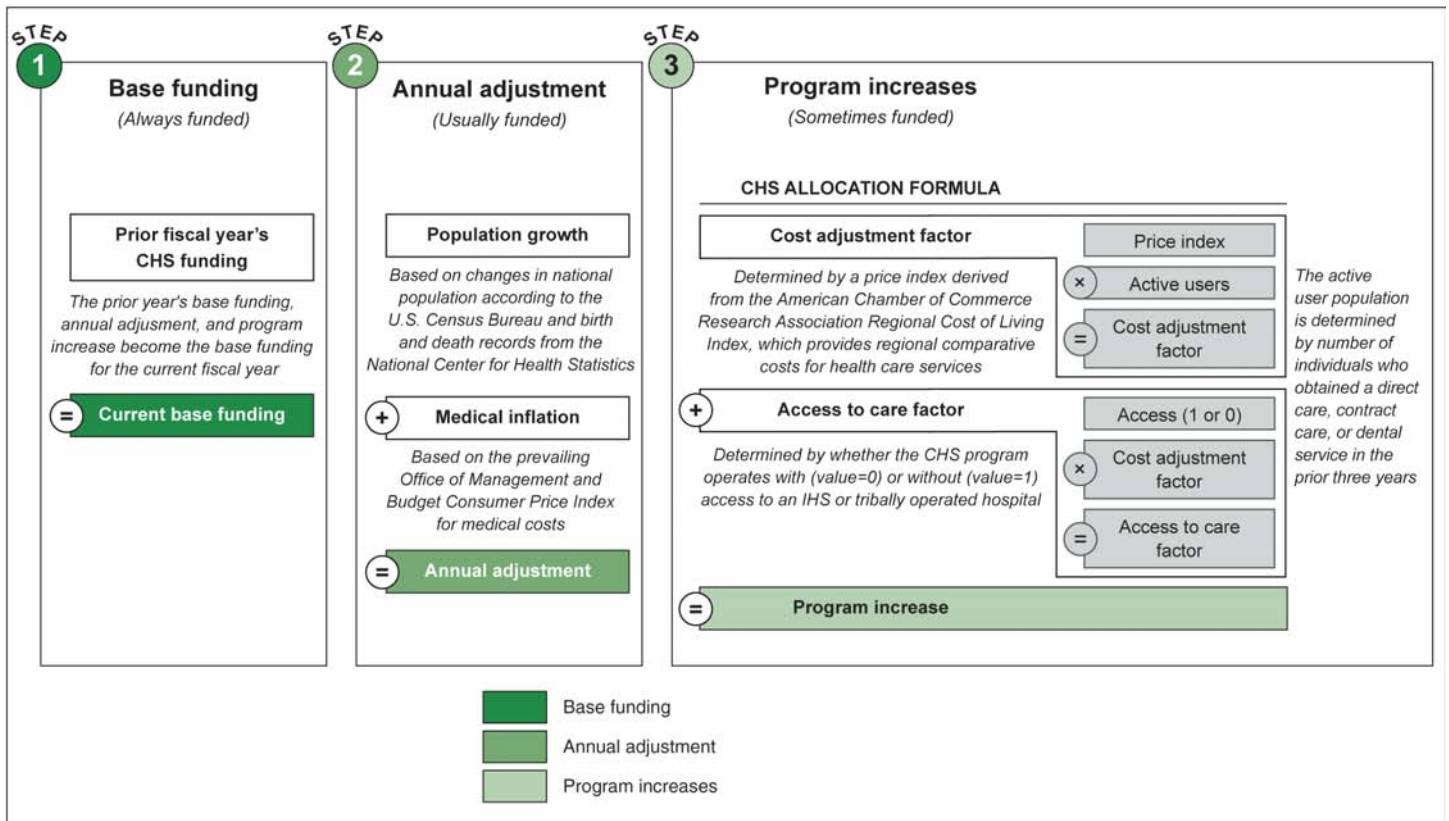 STEP
1
Base funding
(Always funded)
Prior fiscal year's
CHS funding
The prior year's base funding,
annual adjusment, and program
increase become the base funding
for the current fiscal year
=
Current base funding
STEP
2
Annual adjustment
(Usually funded)
Population growth
Based on changes in national
population according to the
U.S. Census Bureau and birth
and death records from the
National Center for Health Statistics
+
Medical inflation
Based on the prevailing
Office of Management and
Budget Consumer Price Index
for medical costs
=
Annual adjustment
STEP
3
Program increases
(Sometimes funded)
CHS ALLOCATION FORMULA
Cost adjustment factor
Determined by a price index derived
from the American Chamber of Commerce
Research Association Regional Cost of Living
Index, which provides regional comparative
costs for health care services
Price index
×
Active users
=
Cost adjustment
factor
+
Access to care factor
Determined by whether the CHS program
operates with (value=0) or without (value=1)
access to an IHS or tribally operated hospital
Access (1 or 0)
×
Cost adjustment
factor
=
Access to care
factor
The active
user population
is determined
by number of
individuals who
obtained a direct
care, contract
care, or dental
service in the
prior three years
=
Program increase
Base funding
Annual adjustment
Program increases